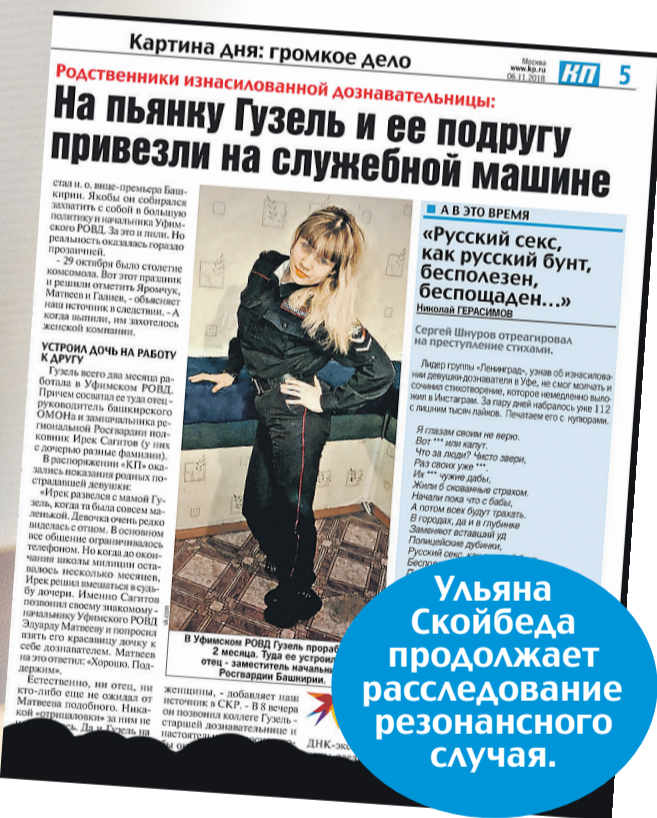 Картина дня: громкое дело
Москва
www.kp.ru
06.11.2018
КП
5
Родственники изнасилованной дознавательницы:
На пьянку Гузель и ее подругу
привезли на служебной машине
стал и. о. вице-премьера Баш-
кирии. Якобы он собирался
захватить с собой в большую
политику и начальника Уфим-
ского РОВД. За это и пили. Но
реальность оказалась гораздо
прозаичней.
- 29 октября было столетие
комсомола. Вот этот праздник
и решили отметить Яромчук,
Матвеев и Галиев, - объясняет
наш источник в следствии. - А
когда выпили, им захотелось
женской компании.
УСТРОИЛ ДОЧЬ НА РАБОТУ
К ДРУГУ
Гузель всего два месяца ра-
ботала в Уфимском РОВД.
Причем сосватал ее туда отец -
руководитель башкирского
ОМОНа и замначальника ре-
гиональной Росгвардии пол-
ковник Ирек Сагитов (у них
с дочерью разные фамилии).
В распоряжении «КП» ока-
зались показания родных по-
страдавшей девушки:
«Ирек развелся с мамой Гу-
зель, когда та была совсем ма-
ленькой. Девочка очень редко
виделась с отцом. В основном
все общение ограничивалось
телефоном. Но когда до окон-
чания школы милиции оста-
валось несколько месяцев,
Ирек решил вмешаться в судь-
бу дочери. Именно Сагитов
позвонил своему знакомому -
начальнику Уфимского РОВД
Эдуарду Матвееву и попросил
взять его красавицу дочку к
себе дознавателем. Матвеев
на это ответил: «Хорошо. Под-
держим».
Естественно, ни отец, ни
кто-либо еще не ожидал от
Матвеева подобного. Ника-
кой «отрицаловки» за ним не
Да и Гузель на
vk.com
В Уфимском РОВД Гузель
2 месяца. Туда ее
отец - заместитель
Росгвардии Башкирии.
женщины, - добавляет наш
источник в СКР. - В 8 вечера
он позвонил коллеге Гузель -
старшей дознавательнице и
А В ЭТО ВРЕМЯ
«Русский секс,
как русский бунт,
бесполезен,
беспощаден...»
Николай ГЕРАСИМОВ
Сергей Шнуров отреагировал
на преступление стихами.
Лидер группы «Ленинград», узнав об изнасилова-
нии девушки-дознавателя в Уфе, не смог молчать и
сочинил стихотворение, которое немедленно выло-
жил в Инстаграм. За пару дней набралось уже 112
с лишним тысяч лайков. Печатаем его с купюрами.
Я глазам своим не верю.
Вот *** или капут.
Что за люди? Чисто звери,
Раз своих уже ***.
Их *** чужие дабы,
Жили б скованные страхом.
Начали пока что с бабы,
А потом всех будут трахать.
В городах, да и в глубинке
Заменяют вставший уд
Полицейские дубинки,
Русский секс,
Ульяна
Скойбеда
продолжает
расследование
резонансного
случая.